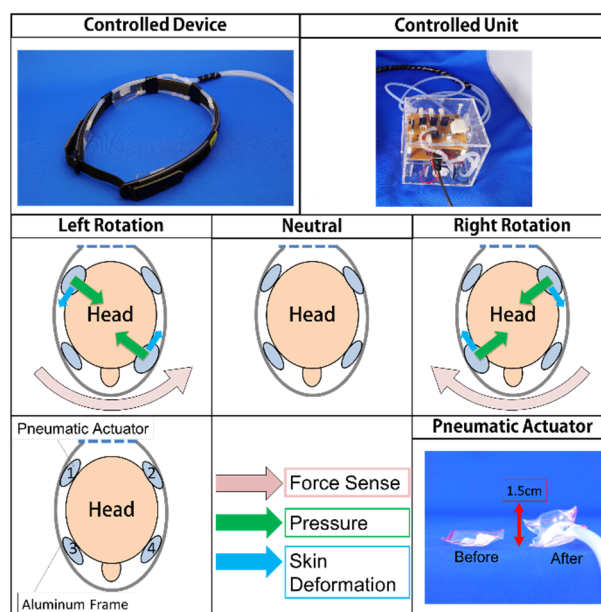 Controlled Device
Controlled Unit
Left Rotation
Neutral
Right Rotation
Head
Head
Head
Pneumatic Actuator
1
2
Head
3
4
Aluminum Frame
Force Sense
Pressure
Skin
Deformation
Pneumatic Actuator
1.5cm
Before
After